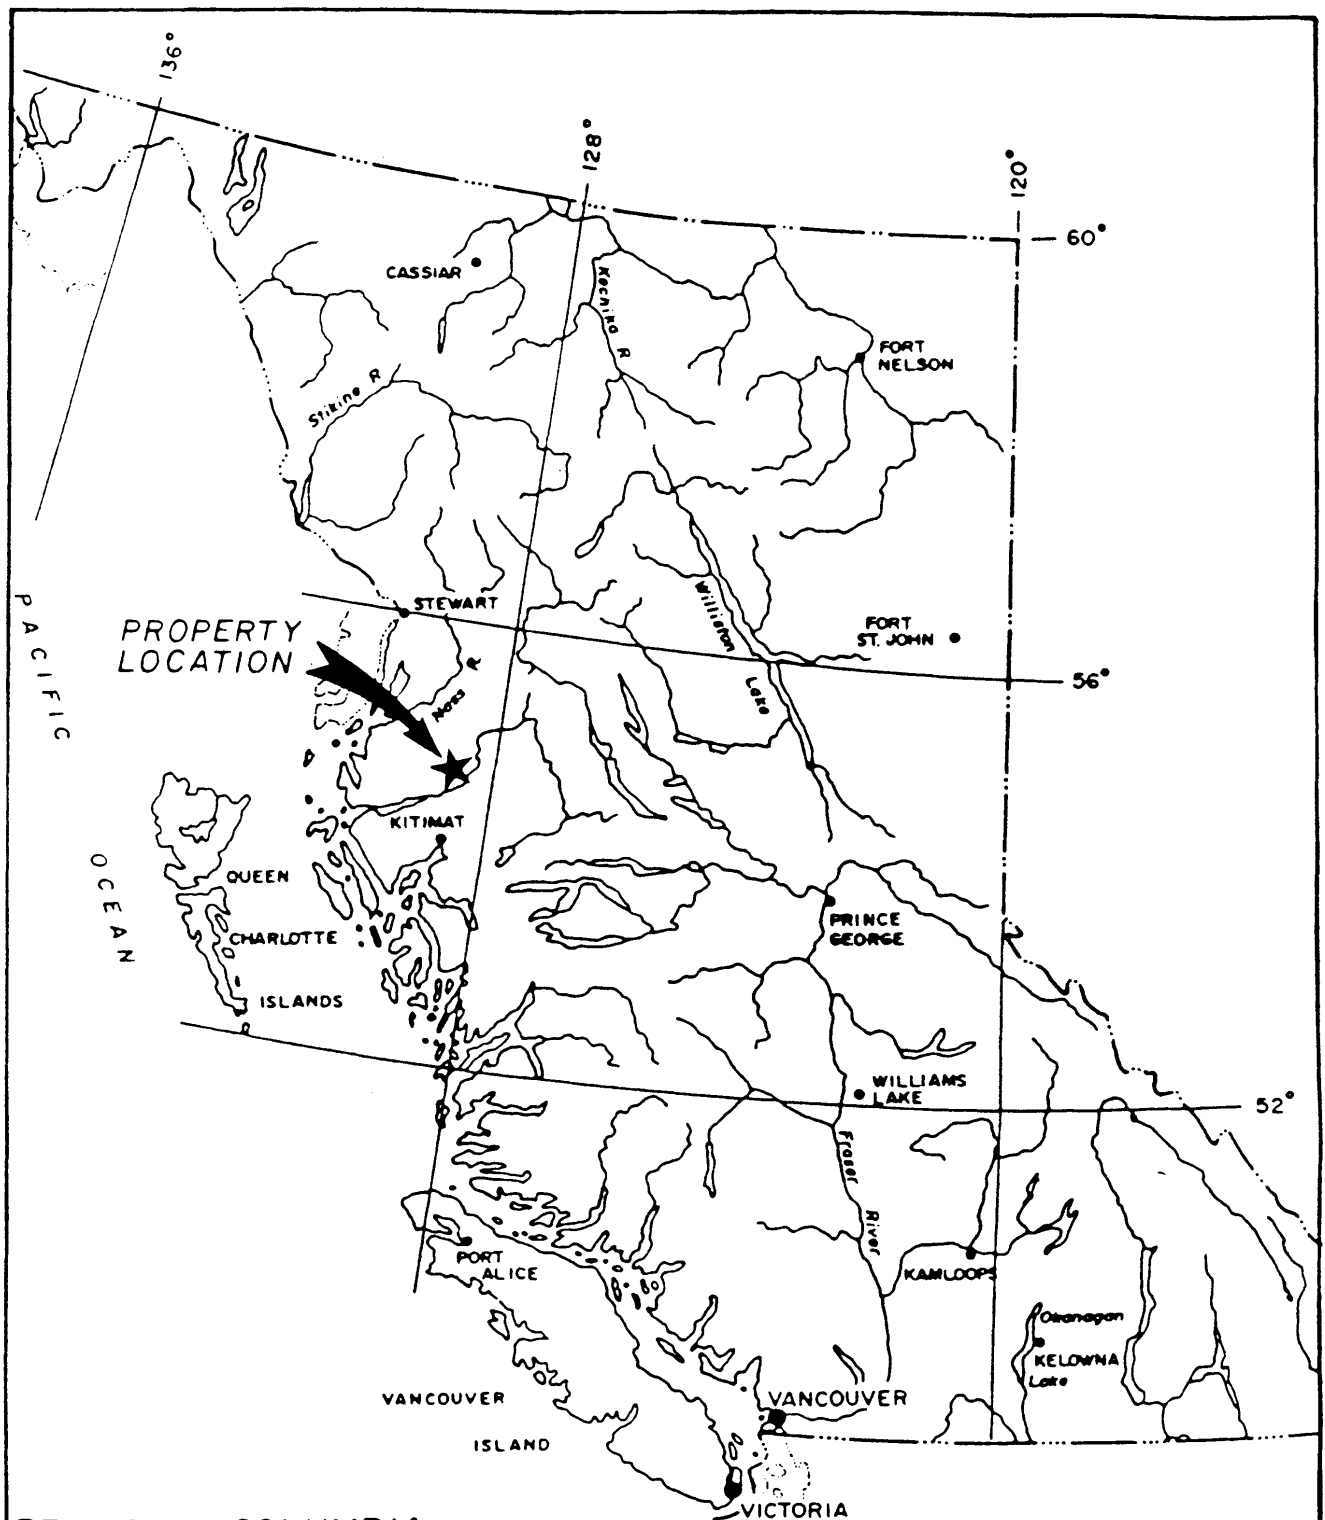 136°
128°
120°
60°
CASSIAR
Kechika R
FORT
NELSON
Stikine R
STEWART
PROPERTY
LOCATION
Williston
Lake
FORT
ST. JOHN
56°
Nass R
PACIFIC
OCEAN
KITIMAT
QUEEN
CHARLOTTE
ISLANDS
PRINCE
GEORGE
WILLIAMS
LAKE
52°
Fraser
River
PORT
ALICE
KAMLOOPS
Okanagan
KELOWNA
Lake
VANCOUVER
ISLAND
VANCOUVER
VICTORIA